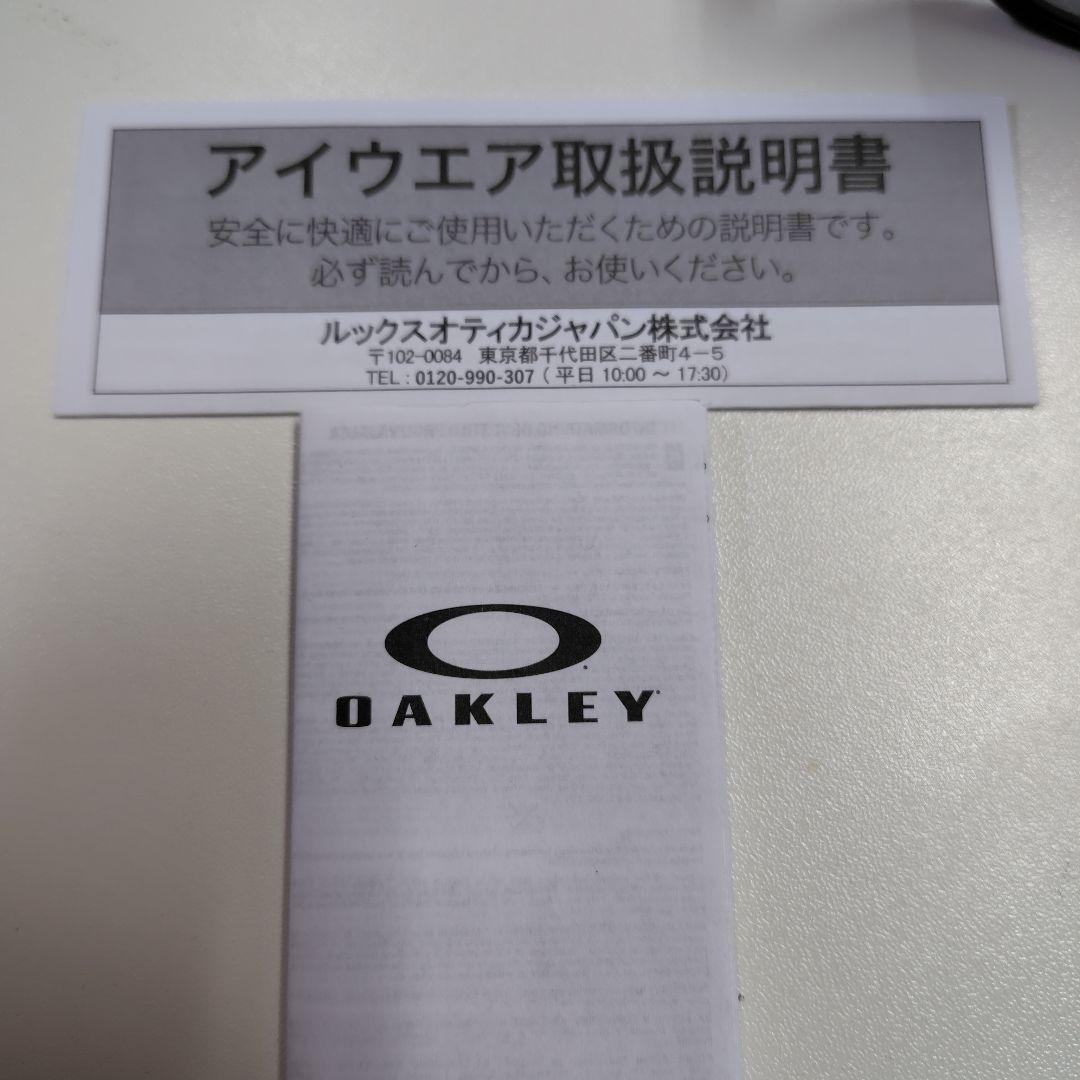 アイウエア取扱説明書
安全に快適にご使用いただくための説明書です。
必ず読んでから、お使いください。
ルックスオティカジャパン株式会社
〒102-0084 東京都千代田区二番町4-5
TEL : 0120-990-307 ( 平日 10:00 ~ 17:30)
OAKLEY